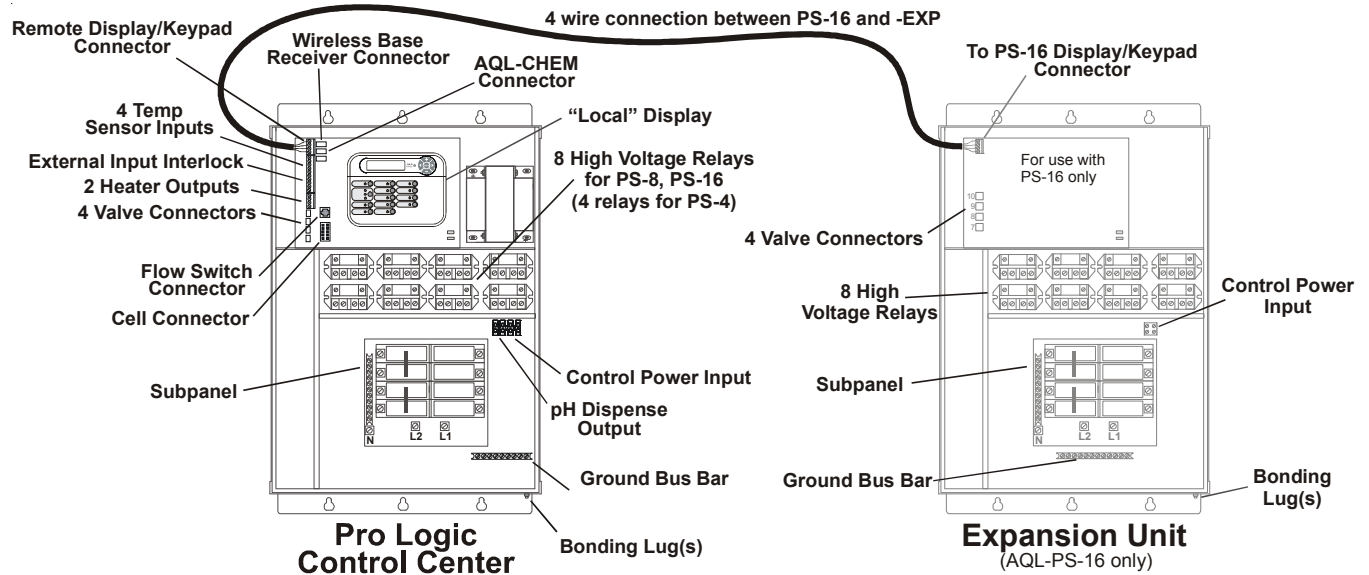 4 wire connection between PS-16 and -EXP
Remote Display/Keypad
Connector
Wireless Base
Receiver Connector
AQL-CHEM
Connector
4 Temp
Sensor Inputs
External Input Interlock
2 Heater Outputs
4 Valve Connectors
Flow Switch
Connector
Cell Connector
Subpanel
“Local” Display
8 High Voltage Relays
for PS-8, PS-16
(4 relays for PS-4)
Control Power Input
pH Dispense
Output
N
L2
L1
Ground Bus Bar
Bonding Lug(s)
Pro Logic
Control Center
To PS-16 Display/Keypad
Connector
For use with
PS-16 only
10
9
8
7
4 Valve Connectors
8 High
Voltage Relays
Control Power
Input
Subpanel
N
L2
L1
Ground Bus Bar
Bonding
Lug(s)
Expansion Unit
(AQL-PS-16 only)